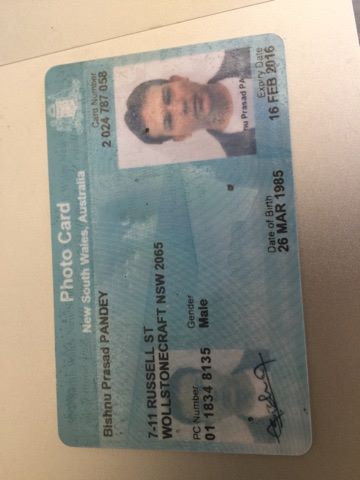 Photo Card
New South Wales, Australia
Card Number
2 024 787 058
Bishnu Prasad PANDEY
7-11 RUSSELL ST
WOLLSTONECRAFT NSW 2065
Gender
Male
PC Number
01 1834 8135
Date of Birth
26 MAR 1985
Expiry Date
16 FEB 2016
nu Prasad PA